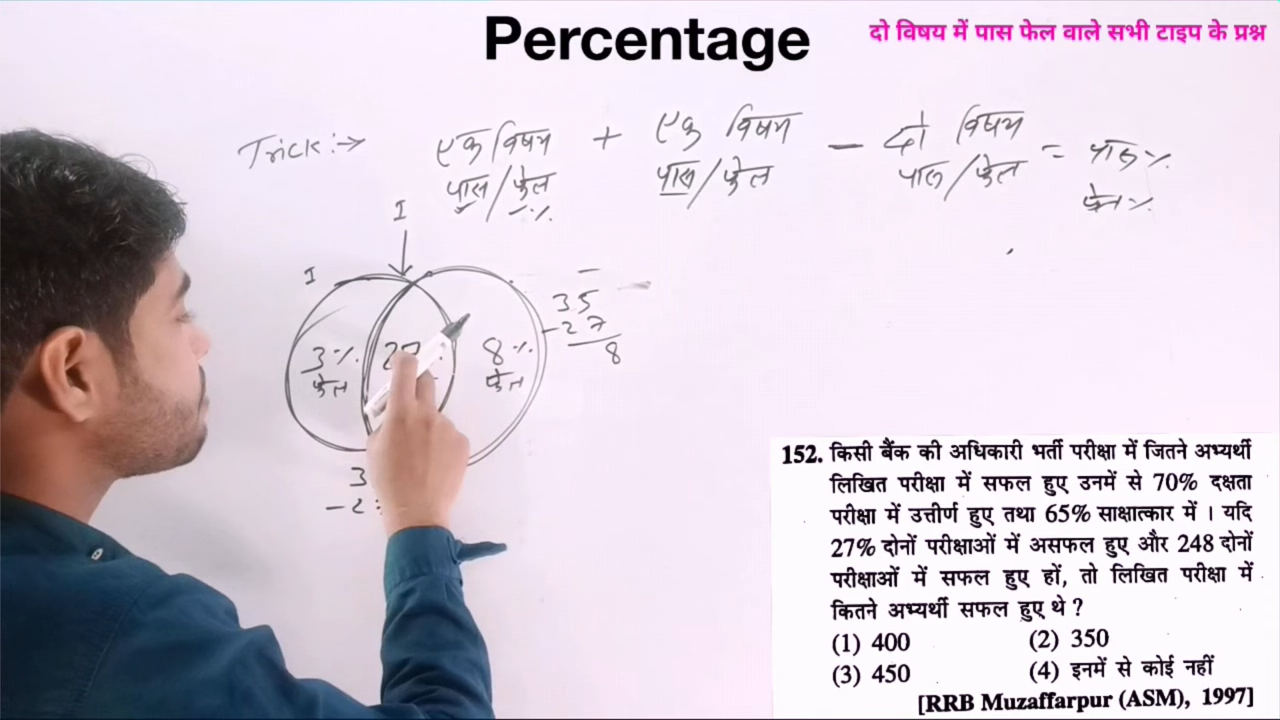 Percentage
दो विषय में पास फेल वाले सभी टाइप के प्रश्न
Trick:→ एक विषय + एक विषय − दो विषय = पास%
पास/फेल पास/फेल पास/फेल फेल%
%
I
I
35
−27
8
3% 8%
फेल फेल
3
−2
152. किसी बैंक की अधिकारी भर्ती परीक्षा में जितने अभ्यर्थी
लिखित परीक्षा में सफल हुए उनमें से 70% दक्षता
परीक्षा में उत्तीर्ण हुए तथा 65% साक्षात्कार में । यदि
27% दोनों परीक्षाओं में असफल हुए और 248 दोनों
परीक्षाओं में सफल हुए हों, तो लिखित परीक्षा में
कितने अभ्यर्थी सफल हुए थे ?
(1) 400 (2) 350
(3) 450 (4) इनमें से कोई नहीं
[RRB Muzaffarpur (ASM), 1997]